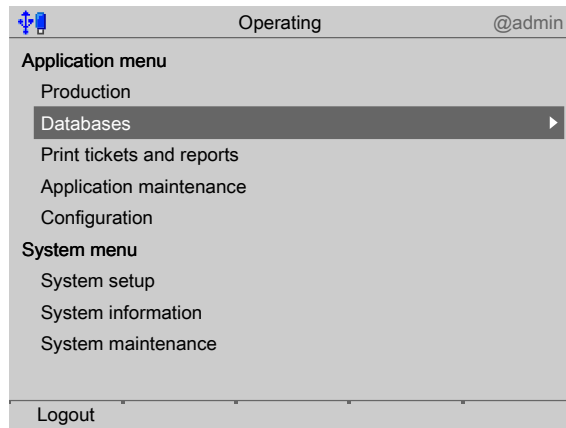 Operating @admin
Application menu
Production
Databases
Print tickets and reports
Application maintenance
Configuration
System menu
System setup
System information
System maintenance
Logout